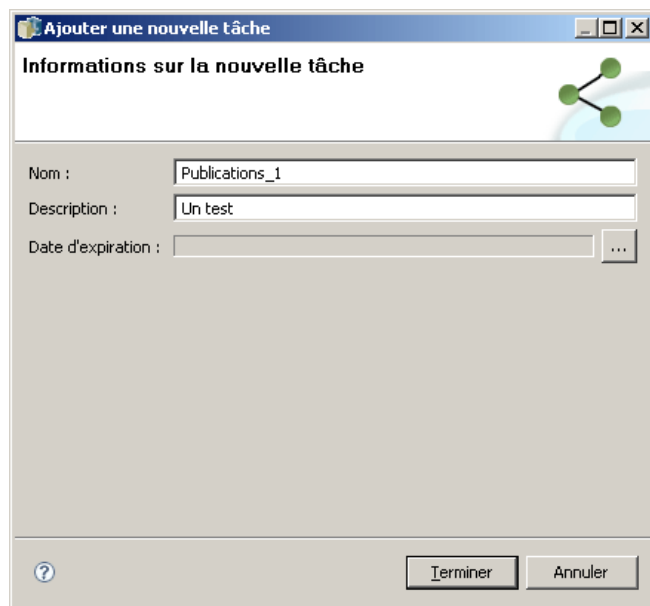 Ajouter une nouvelle tâche
Informations sur la nouvelle tâche
Nom : Publications_1
Description : Un test
Date d'expiration : ...
? Terminer Annuler